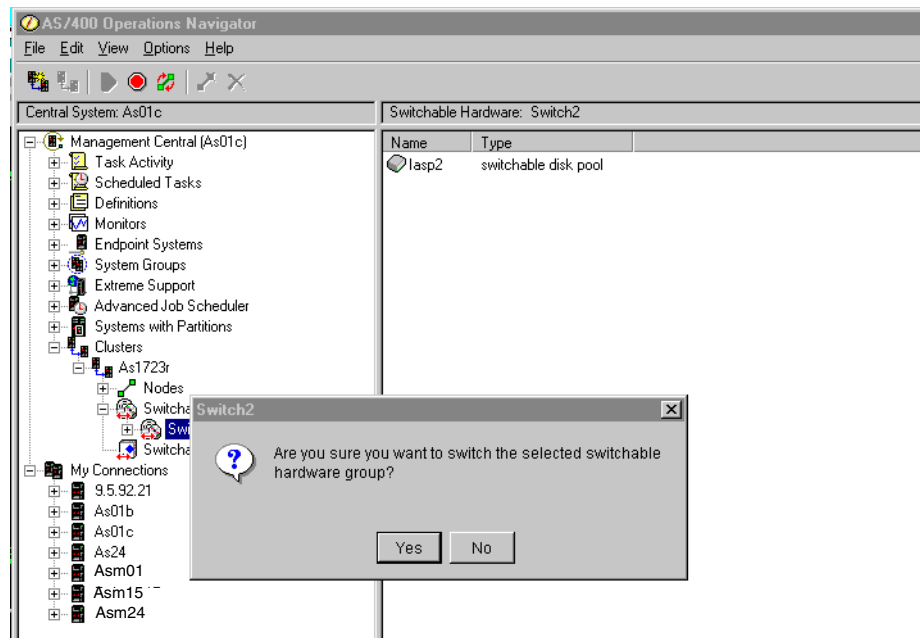 AS/400 Operations Navigator
File Edit View Options Help
Central System: As01c
Switchable Hardware: Switch2
Management Central (As01c)
Task Activity
Scheduled Tasks
Definitions
Monitors
Endpoint Systems
System Groups
Extreme Support
Advanced Job Scheduler
Systems with Partitions
Clusters
As1723r
Nodes
Switcha
Swi
Switcha
My Connections
9.5.92.21
As01b
As01c
As24
Asm01
Asm15
Asm24
Name Type
Iasp2 switchable disk pool
Switch2
Are you sure you want to switch the selected switchable
hardware group?
Yes No